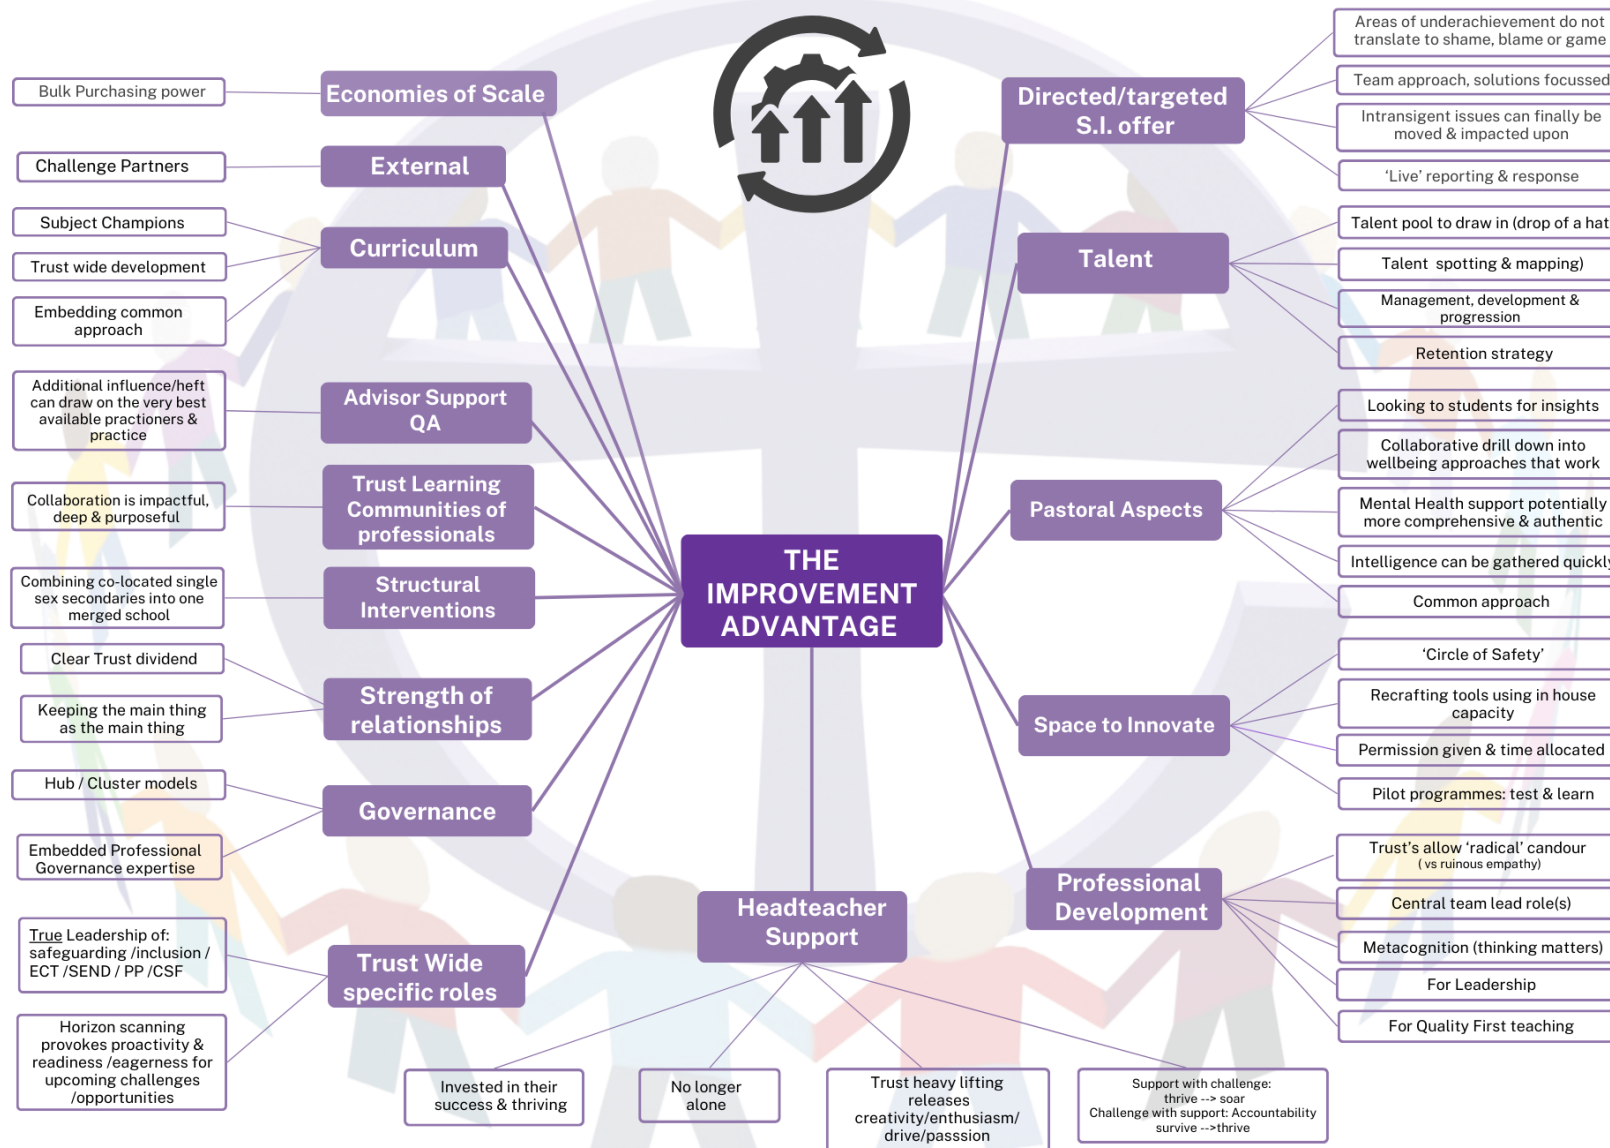 Bulk Purchasing power
Economies of Scale
Challenge Partners
External
Subject Champions
Trust wide development
Embedding common
approach
Curriculum
Additional influence/heft
can draw on the very best
available practioners &
practice
Advisor Support
QA
Collaboration is impactful,
deep & purposeful
Trust Learning
Communities of
professionals
Combining co-located single
sex secondaries into one
merged school
Structural
Interventions
Clear Trust dividend
Keeping the main thing
as the main thing
Strength of
relationships
Hub / Cluster models
Embedded Professional
Governance expertise
Governance
True Leadership of:
safeguarding /inclusion /
ECT /SEND / PP /CSF
Horizon scanning
provokes proactivity &
readiness /eagerness for
upcoming challenges
/opportunities
Trust Wide
specific roles
THE
IMPROVEMENT
ADVANTAGE
Headteacher
Support
Invested in their
success & thriving
No longer
alone
Trust heavy lifting
releases
creativity/enthusiasm/
drive/passsion
Support with challenge:
thrive --> soar
Challenge with support: Accountability
survive -->thrive
Directed/targeted
S.I. offer
Areas of underachievement do not
translate to shame, blame or game
Team approach, solutions focussed
Intransigent issues can finally be
moved & impacted upon
‘Live’ reporting & response
Talent
Talent pool to draw in (drop of a hat
Talent spotting & mapping)
Management, development &
progression
Retention strategy
Pastoral Aspects
Looking to students for insights
Collaborative drill down into
wellbeing approaches that work
Mental Health support potentially
more comprehensive & authentic
Intelligence can be gathered quickly
Common approach
Space to Innovate
‘Circle of Safety’
Recrafting tools using in house
capacity
Permission given & time allocated
Pilot programmes: test & learn
Professional
Development
Trust’s allow ‘radical’ candour
( vs ruinous empathy)
Central team lead role(s)
Metacognition (thinking matters)
For Leadership
For Quality First teaching